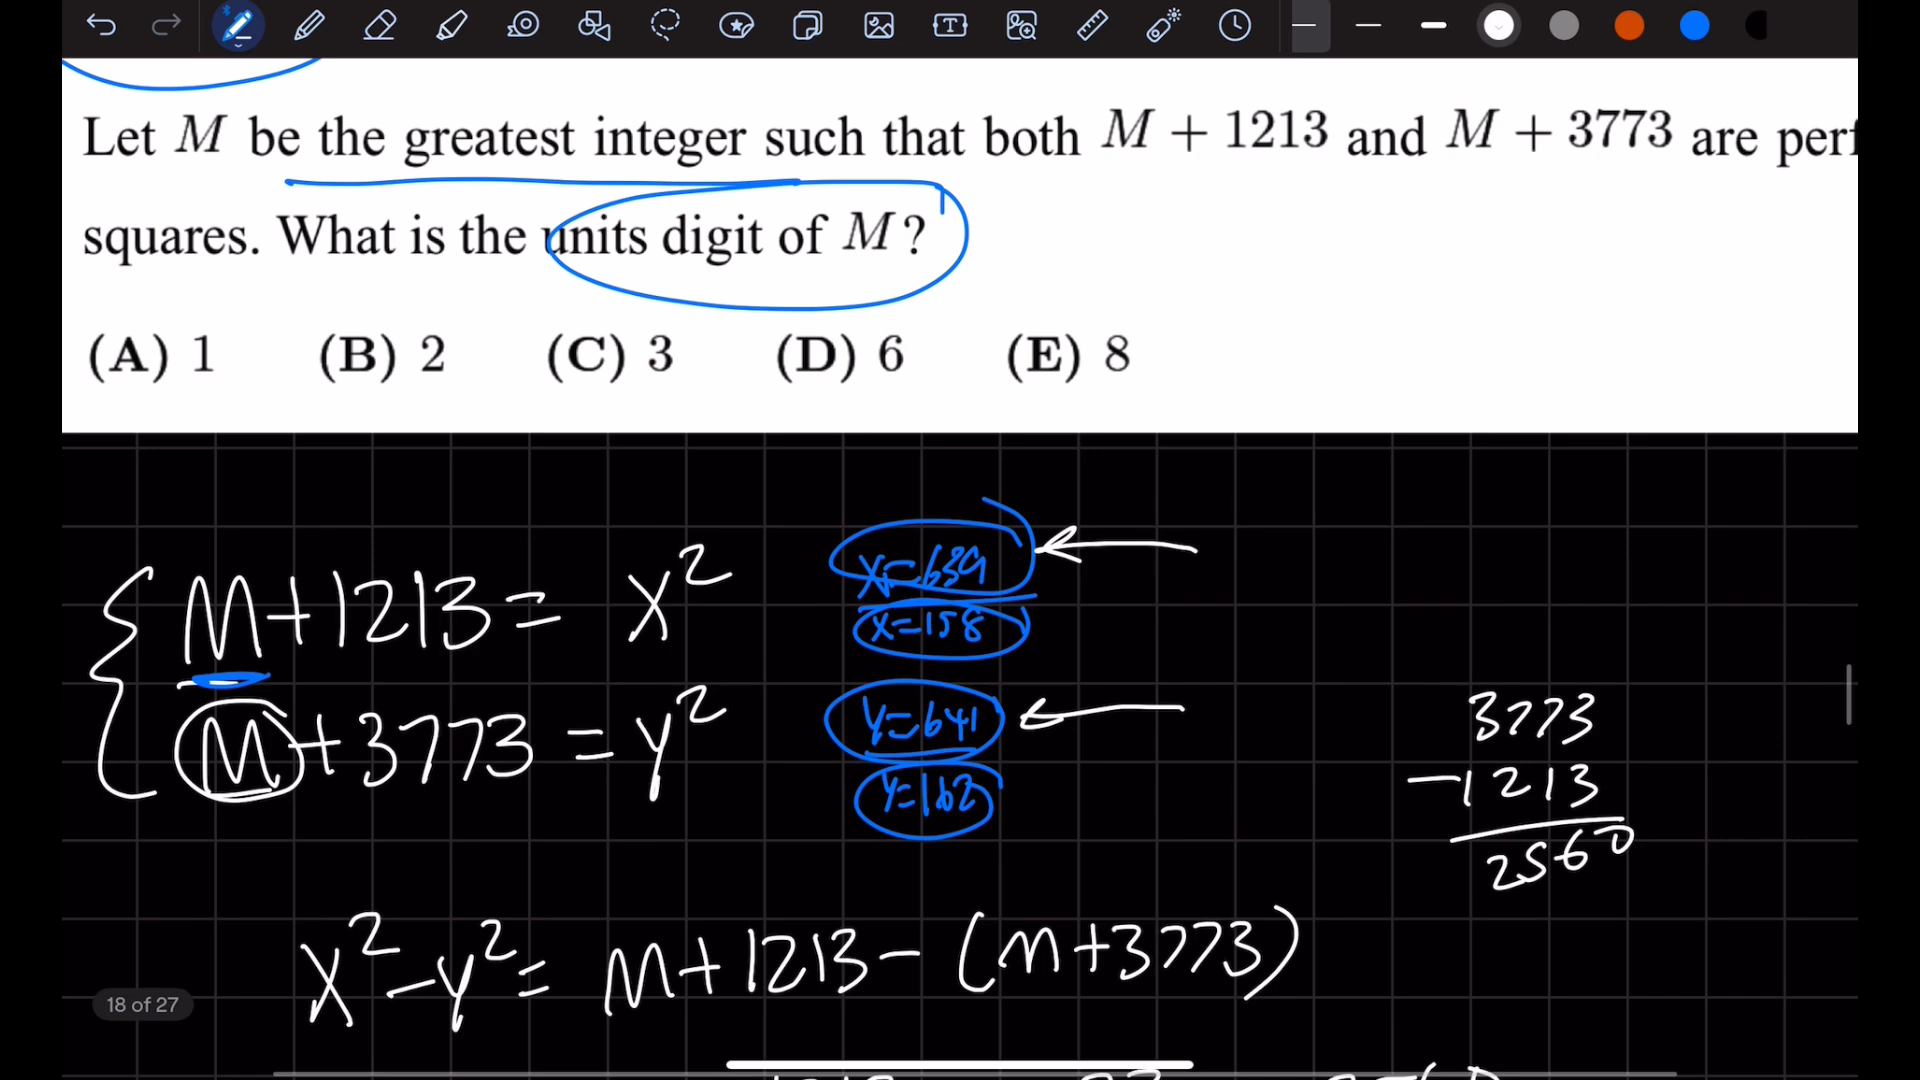 Let M be the greatest integer such that both M + 1213 and M + 3773 are perf
squares. What is the units digit of M?
(A) 1 (B) 2 (C) 3 (D) 6 (E) 8
M+1213= x²
x=639
x=158
M+3773=y²
y=641
y=162
3773
-1213
2560
x²-y²= M+1213-(M+3773)
18 of 27